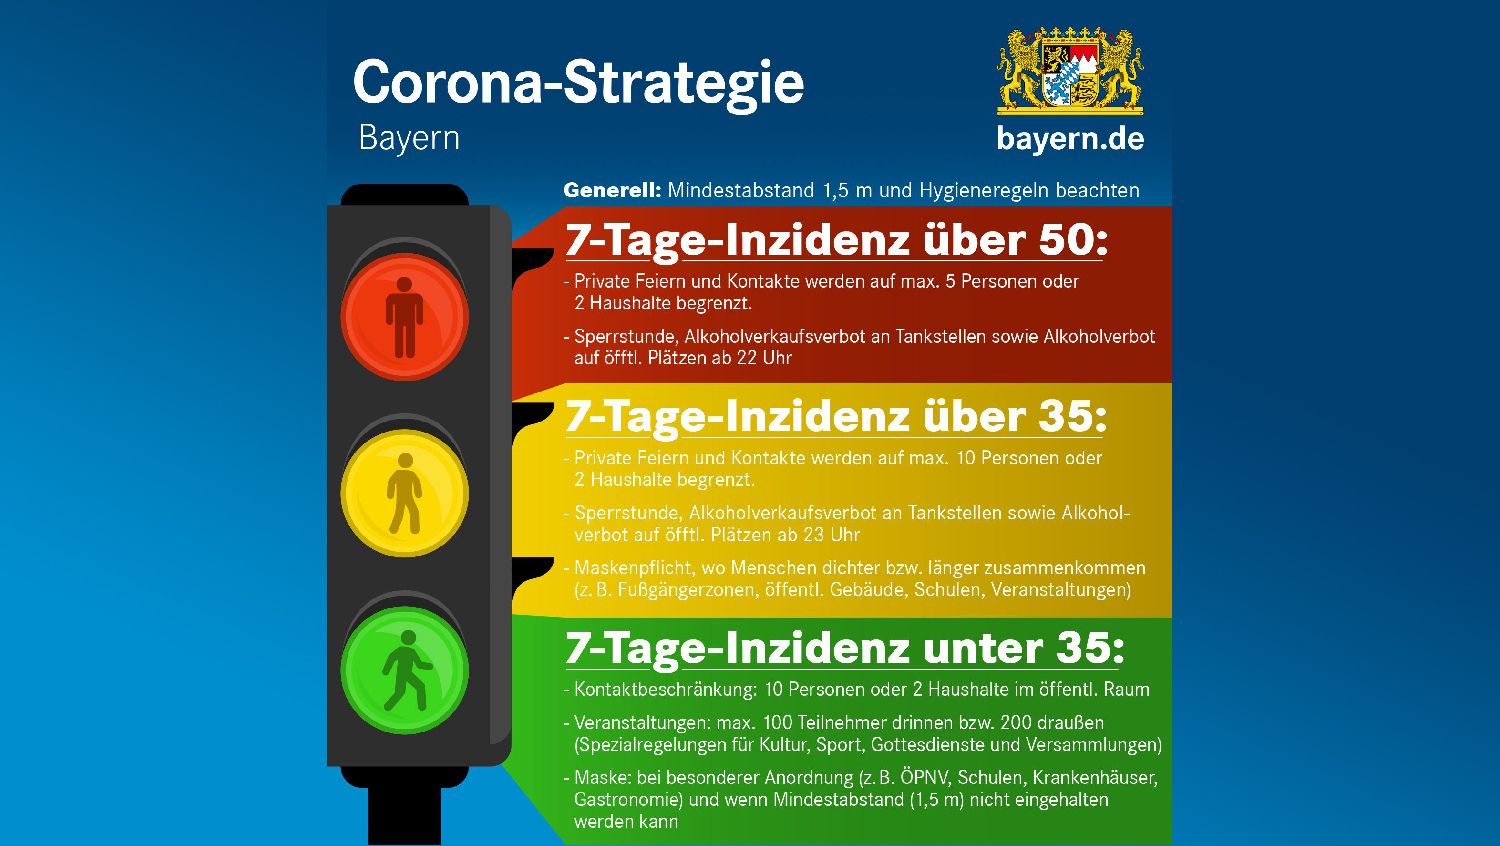 Corona-Strategie
Bayern
bayern.de
Generell: Mindestabstand 1,5 m und Hygieneregeln beachten
7-Tage-Inzidenz über 50:
- Private Feiern und Kontakte werden auf max. 5 Personen oder
2 Haushalte begrenzt.
- Sperrstunde, Alkoholverkaufsverbot an Tankstellen sowie Alkoholverbot
auf öfftl. Plätzen ab 22 Uhr
7-Tage-Inzidenz über 35:
- Private Feiern und Kontakte werden auf max. 10 Personen oder
2 Haushalte begrenzt.
- Sperrstunde, Alkoholverkaufsverbot an Tankstellen sowie Alkohol-
verbot auf öfftl. Plätzen ab 23 Uhr
- Maskenpflicht, wo Menschen dichter bzw. länger zusammenkommen
(z. B. Fußgängerzonen, öffentl. Gebäude, Schulen, Veranstaltungen)
7-Tage-Inzidenz unter 35:
- Kontaktbeschränkung: 10 Personen oder 2 Haushalte im öffentl. Raum
- Veranstaltungen: max. 100 Teilnehmer drinnen bzw. 200 draußen
(Spezialregelungen für Kultur, Sport, Gottesdienste und Versammlungen)
- Maske: bei besonderer Anordnung (z. B. ÖPNV, Schulen, Krankenhäuser,
Gastronomie) und wenn Mindestabstand (1,5 m) nicht eingehalten
werden kann